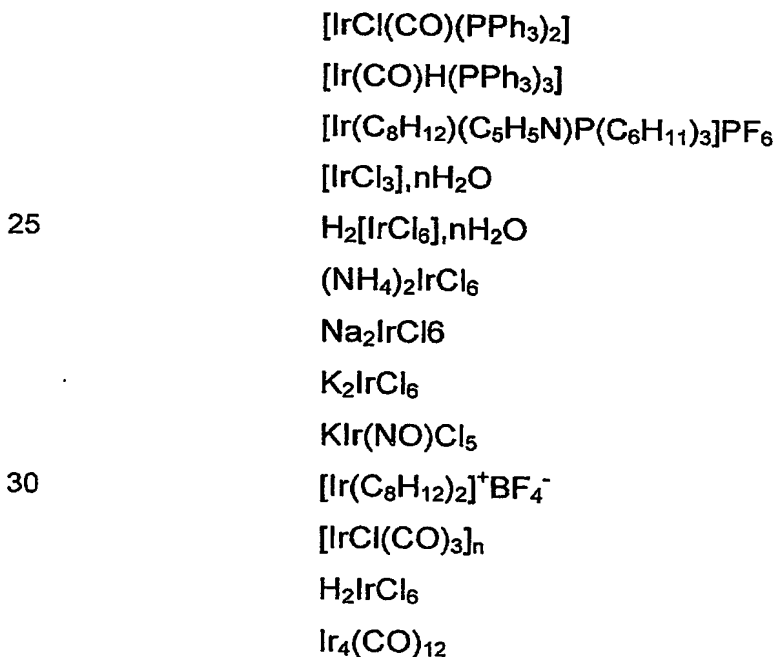 [IrCl(CO)(PPh₃)₂]
[Ir(CO)H(PPh₃)₃]
[Ir(C₈H₁₂)(C₅H₅N)P(C₆H₁₁)₃]PF₆
[IrCl₃],nH₂O
25 H₂[IrCl₆],nH₂O
(NH₄)₂IrCl₆
Na₂IrCl6
K₂IrCl₆
KIr(NO)Cl₅
30 [Ir(C₈H₁₂)₂]⁺BF₄⁻
[IrCl(CO)₃]ₙ
H₂IrCl₆
Ir₄(CO)₁₂